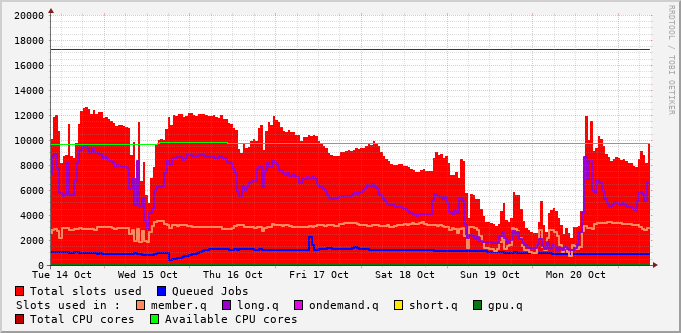 RRDTOOL / TOBI OETIKER
20000
18000
16000
14000
12000
10000
8000
6000
4000
2000
0
Tue 14 Oct Wed 15 Oct Thu 16 Oct Fri 17 Oct Sat 18 Oct Sun 19 Oct Mon 20 Oct
Total slots used Queued Jobs
Slots used in : member.q long.q ondemand.q short.q gpu.q
Total CPU cores Available CPU cores